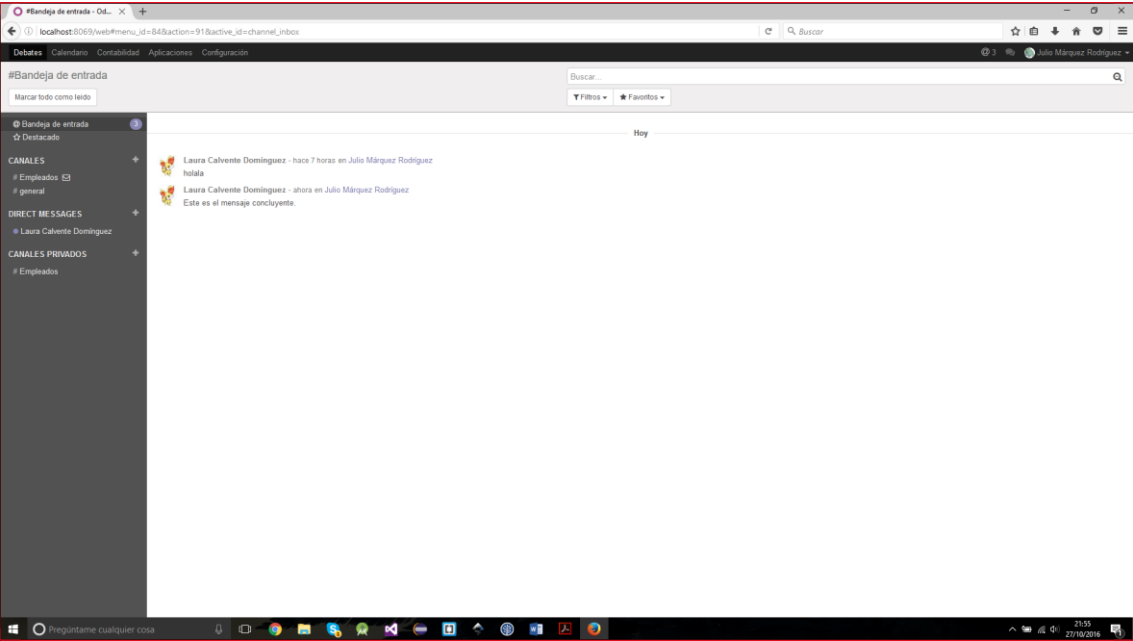 #Bandeja de entrada - Od...
localhost:8069/web#menu_id=84&action=91&active_id=channel_inbox
Buscar
Debates Calendario Contabilidad Aplicaciones Configuración
@ 3 Julio Márquez Rodríguez
#Bandeja de entrada
Buscar...
Marcar todo como leído
Filtros Favoritos
@ Bandeja de entrada 3
Destacado
Hoy
CANALES +
# Empleados
# general
Laura Calvente Domínguez - hace 7 horas en Julio Márquez Rodríguez
holala
Laura Calvente Domínguez - ahora en Julio Márquez Rodríguez
Este es el mensaje concluyente.
DIRECT MESSAGES +
Laura Calvente Domínguez
CANALES PRIVADOS +
# Empleados
Pregúntame cualquier cosa
21:55
27/10/2016